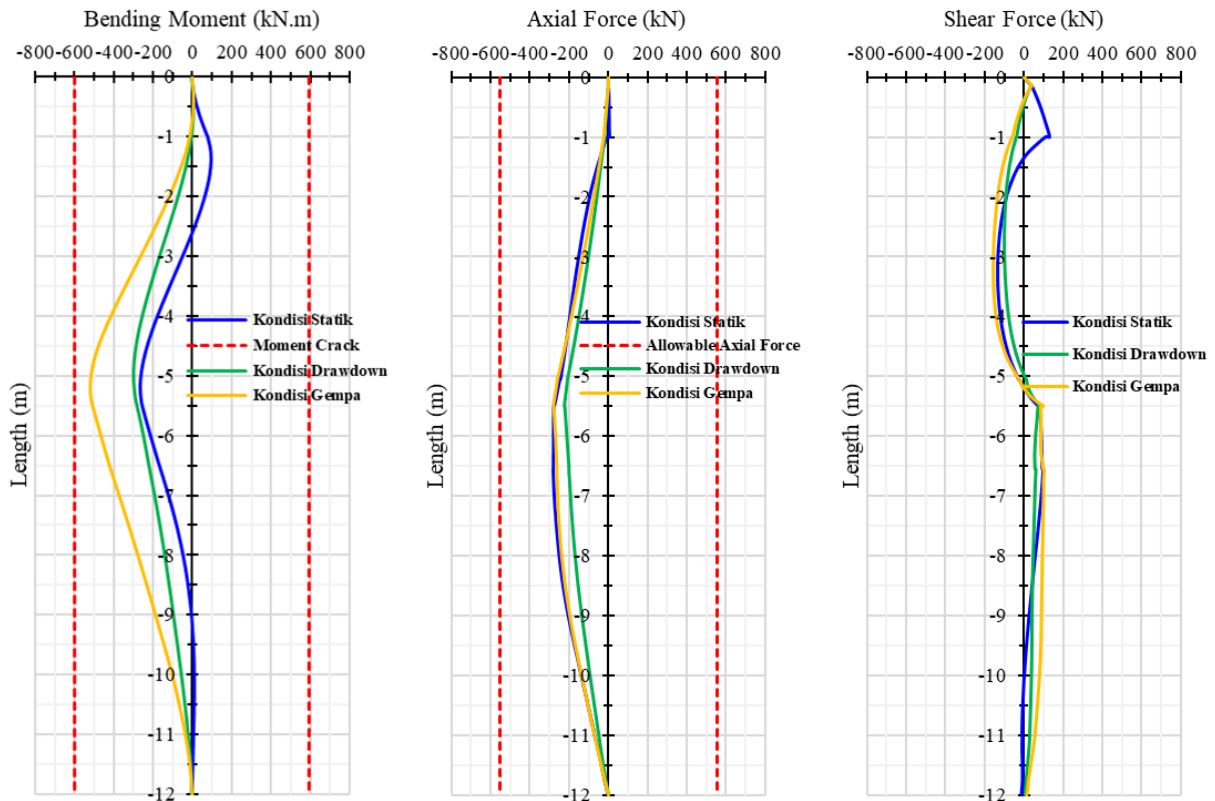 Bending Moment (kN.m)
-800-600-400-200 0 200 400 600 800
0
-1
-2
-3
-4
-5
-6
-7
-8
-9
-10
-11
-12
Length (m)
Kondisi Statik
Moment Crack
Kondisi Drawdown
Kondisi Gempa
Axial Force (kN)
-800-600-400-200 0 200 400 600 800
0
-1
-2
-3
-4
-5
-6
-7
-8
-9
-10
-11
-12
Length (m)
Kondisi Statik
Allowable Axial Force
Kondisi Drawdown
Kondisi Gempa
Shear Force (kN)
-800-600-400-200 0 200 400 600 800
0
-1
-2
-3
-4
-5
-6
-7
-8
-9
-10
-11
-12
Length (m)
Kondisi Statik
Kondisi Drawdown
Kondisi Gempa